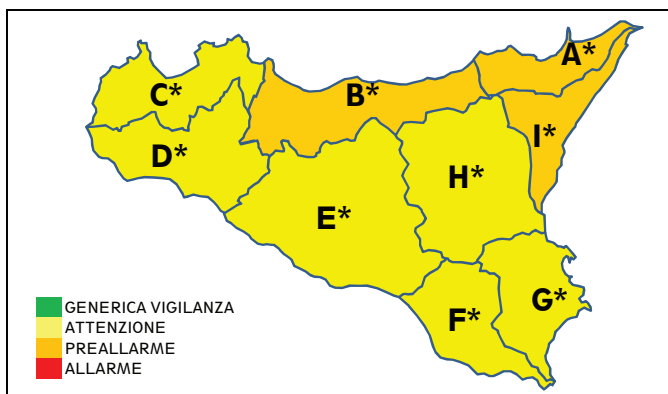 A*
B*
C*
I*
D*
H*
E*
G*
F*
GENERICA VIGILANZA
ATTENZIONE
PREALLARME
ALLARME